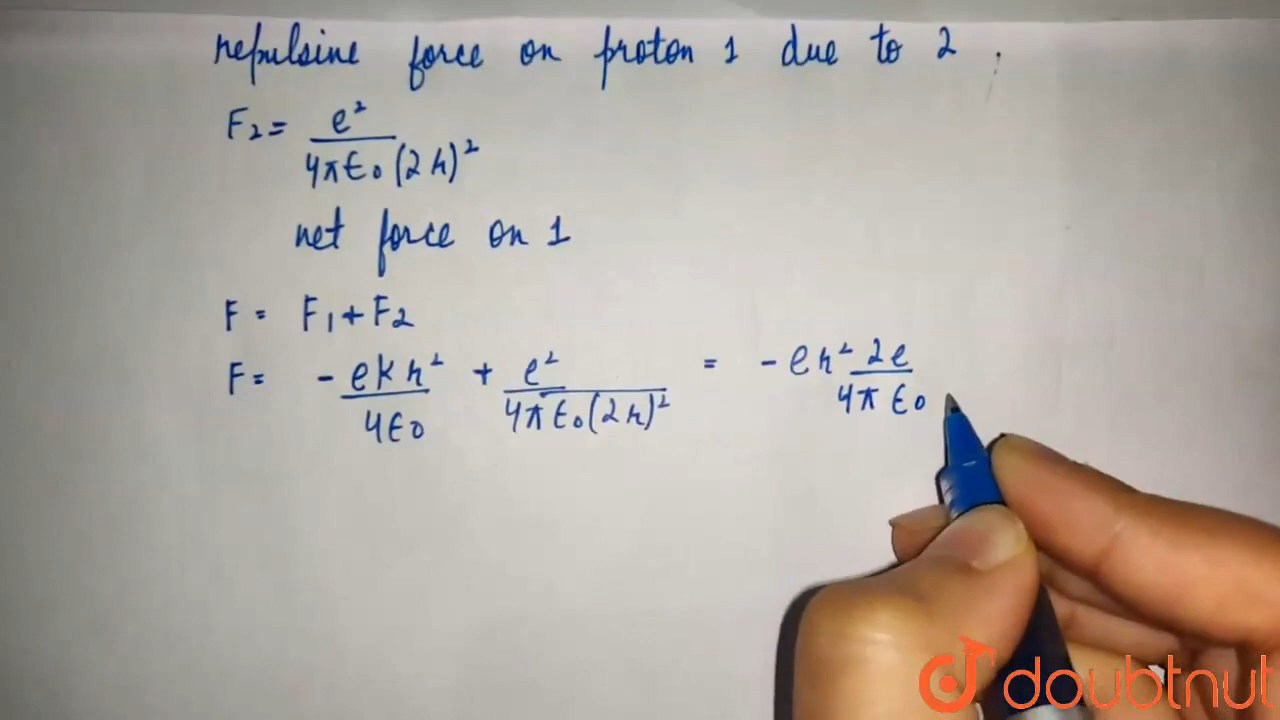 repulsine force on proton 1 due to 2.
F₂ = e² / 4πε₀(2r)²
net force on 1
F = F₁ + F₂
F = - eKr² / 4ε₀ + e² / 4πε₀(2r)² = - er² 2e / 4πε₀
doubtnut